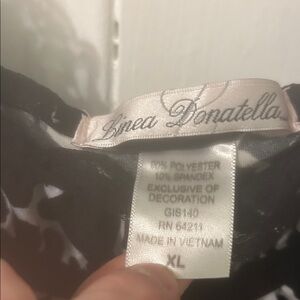 Linea Donatella
90% POLYESTER
10% SPANDEX
EXCLUSIVE OF
DECORATION
GIS140
RN 64211
MADE IN VIETNAM
XL